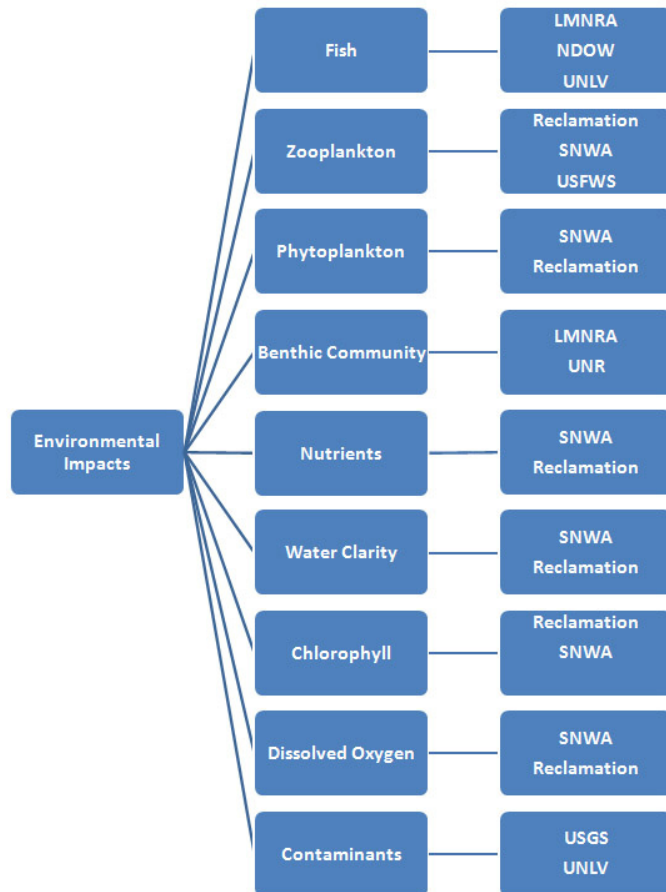 Environmental
Impacts
Fish
LMNRA
NDOW
UNLV
Zooplankton
Reclamation
SNWA
USFWS
Phytoplankton
SNWA
Reclamation
Benthic Community
LMNRA
UNR
Nutrients
SNWA
Reclamation
Water Clarity
SNWA
Reclamation
Chlorophyll
Reclamation
SNWA
Dissolved Oxygen
SNWA
Reclamation
Contaminants
USGS
UNLV